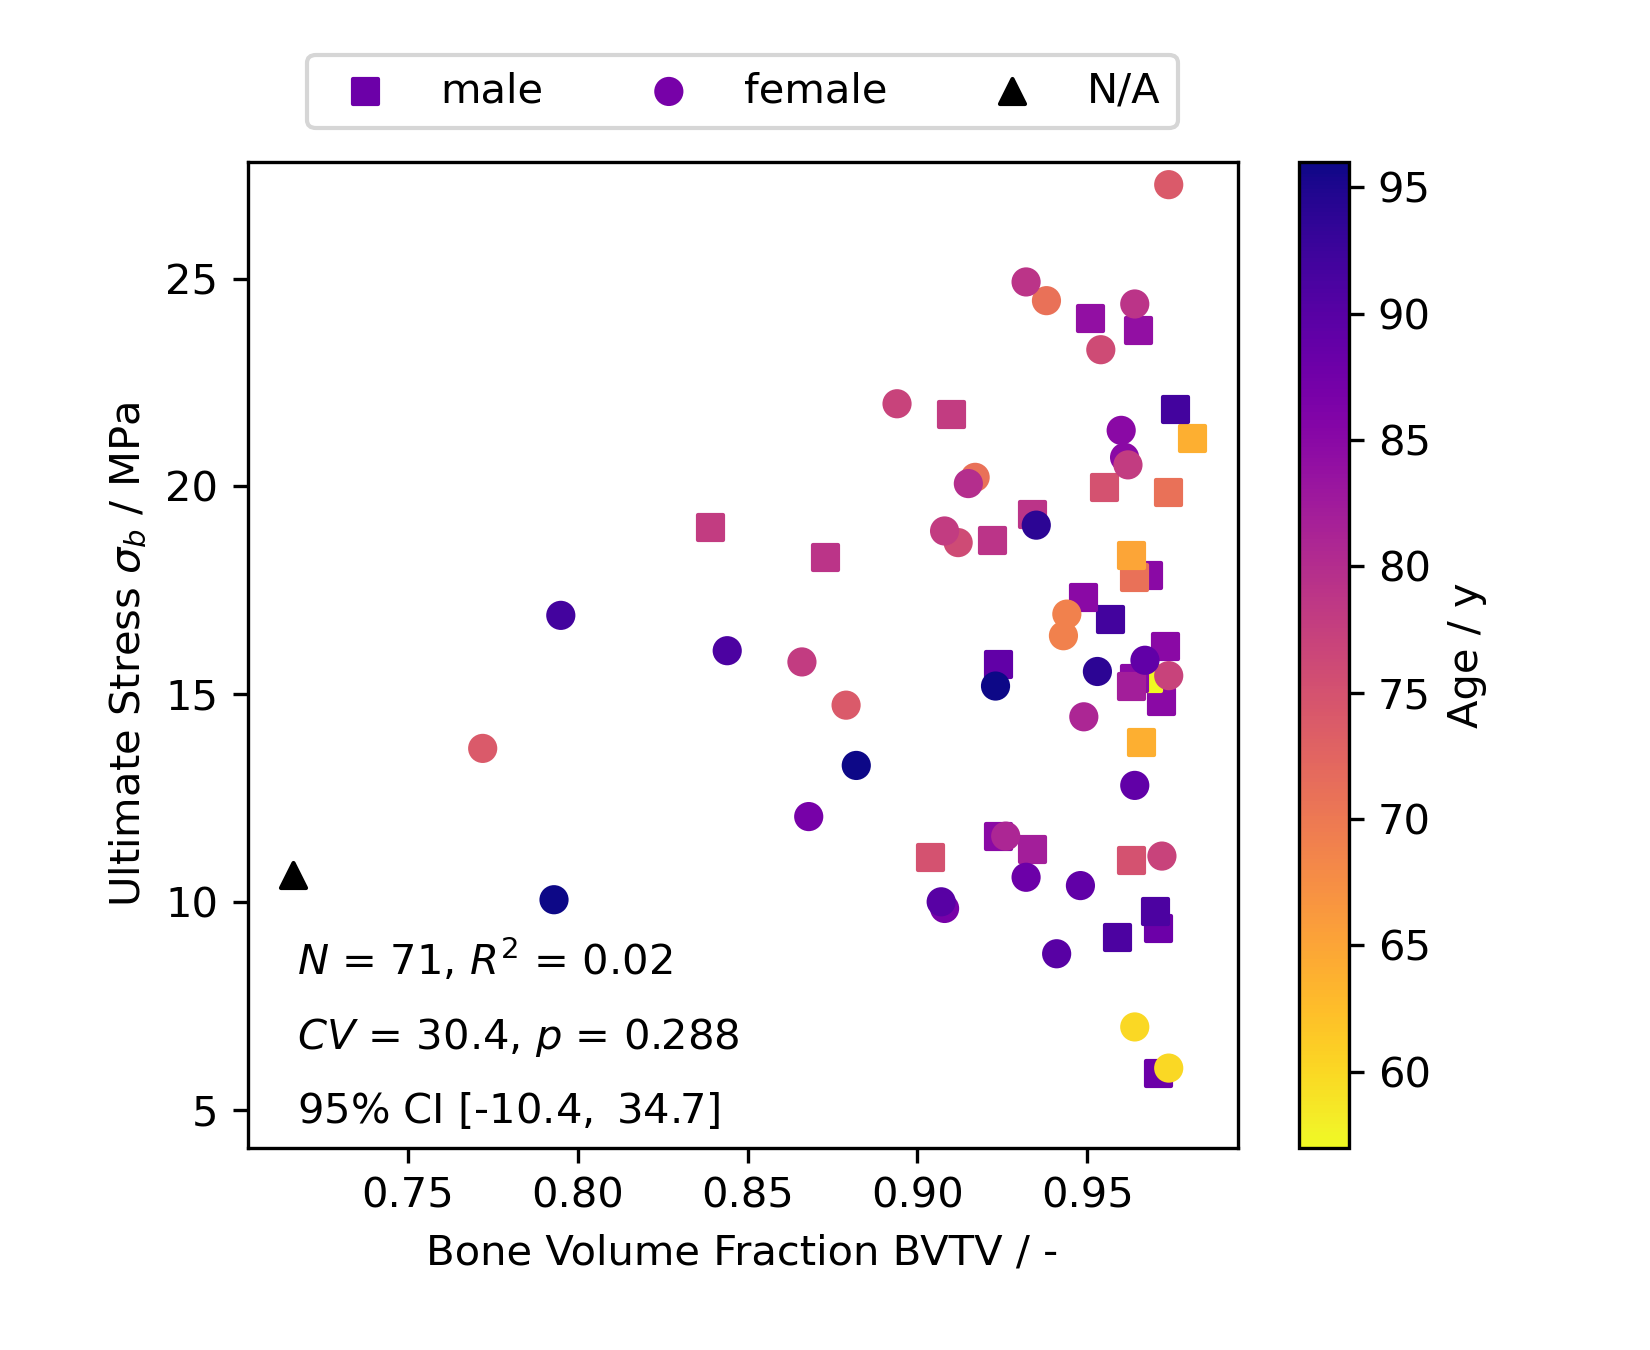 male female N/A
25
20
15
10
5
Ultimate Stress σb / MPa
N = 71, R² = 0.02
CV = 30.4, p = 0.288
95% CI [-10.4, 34.7]
0.75 0.80 0.85 0.90 0.95
Bone Volume Fraction BVTV / -
95
90
85
80
75
70
65
60
Age / y